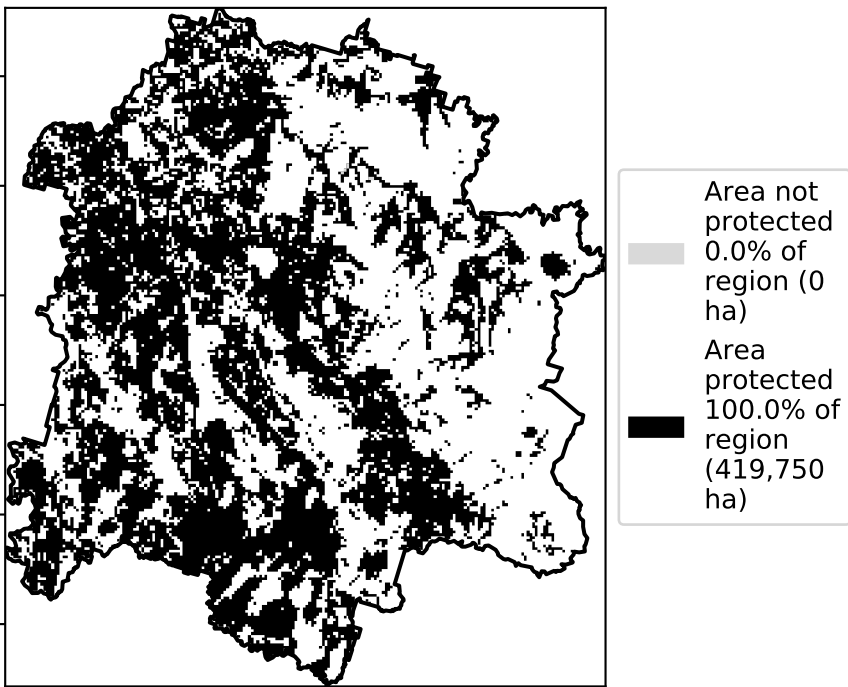 Area not
protected
0.0% of
region (0
ha)
Area
protected
100.0% of
region
(419,750
ha)